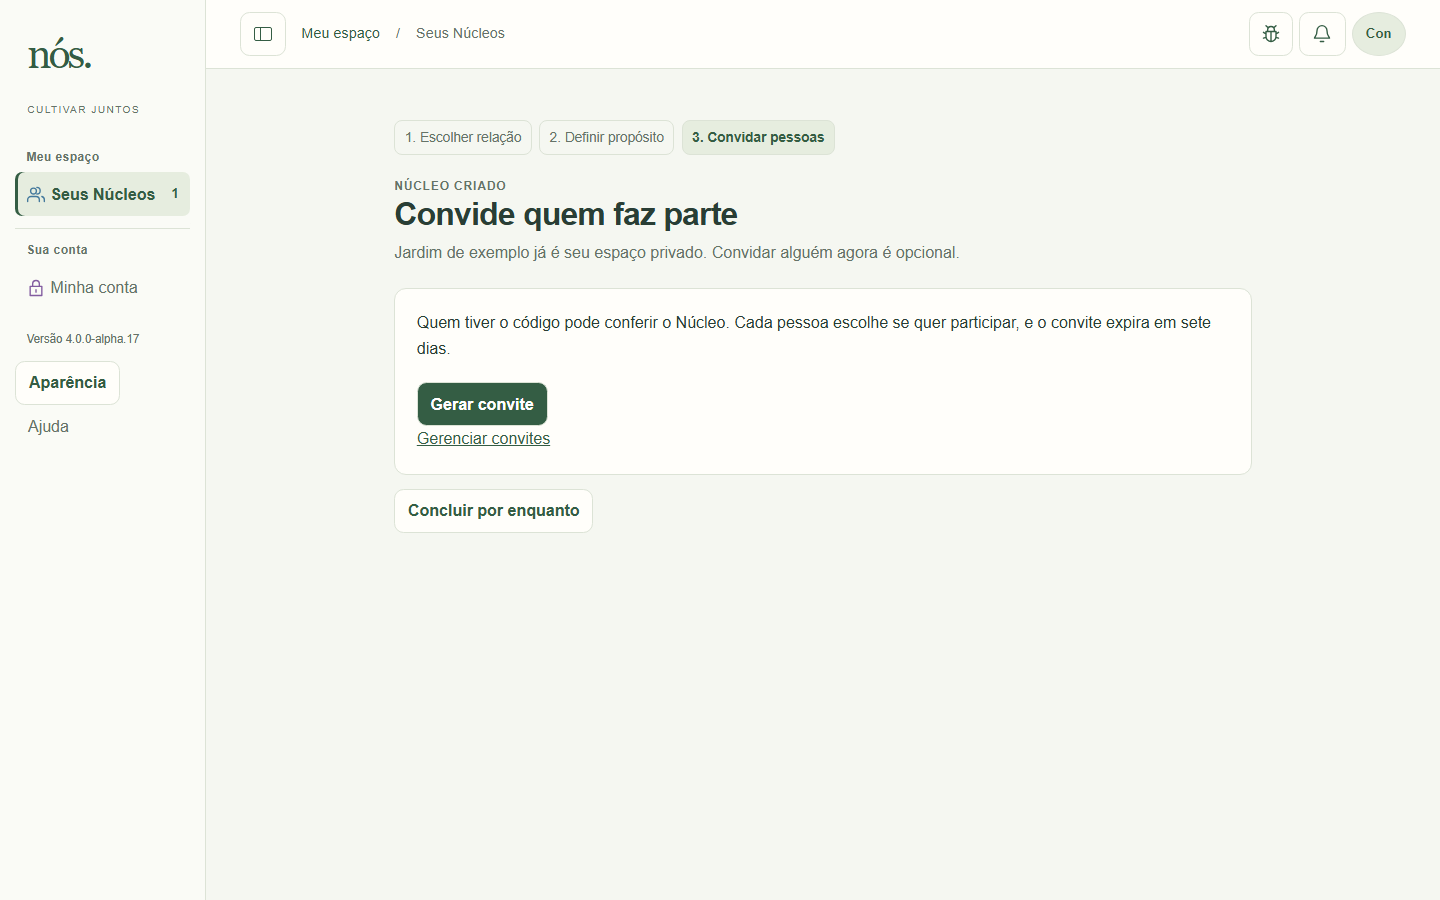 nós.
CULTIVAR JUNTOS
Meu espaço
Seus Núcleos 1
Sua conta
Minha conta
Versão 4.0.0-alpha.17
Aparência
Ajuda
Meu espaço / Seus Núcleos
Con
1. Escolher relação
2. Definir propósito
3. Convidar pessoas
NÚCLEO CRIADO
Convide quem faz parte
Jardim de exemplo já é seu espaço privado. Convidar alguém agora é opcional.
Quem tiver o código pode conferir o Núcleo. Cada pessoa escolhe se quer participar, e o convite expira em sete
dias.
Gerar convite
Gerenciar convites
Concluir por enquanto